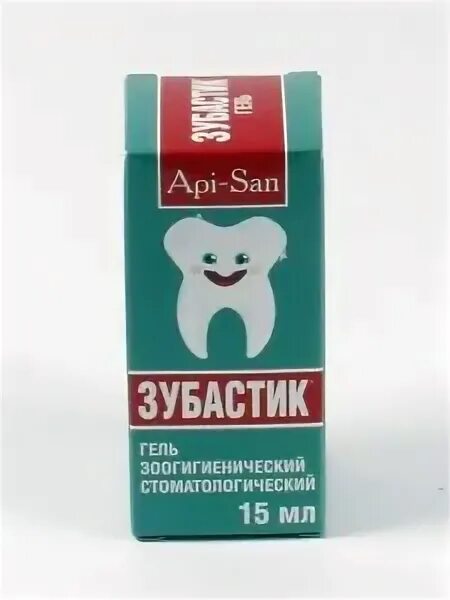 ЗУБАСТИК
ГЕЛЬ
Api-San
ЗУБАСТИК
ГЕЛЬ
ЗООГИГИЕНИЧЕСКИЙ
СТОМАТОЛОГИЧЕСКИЙ
15 мл